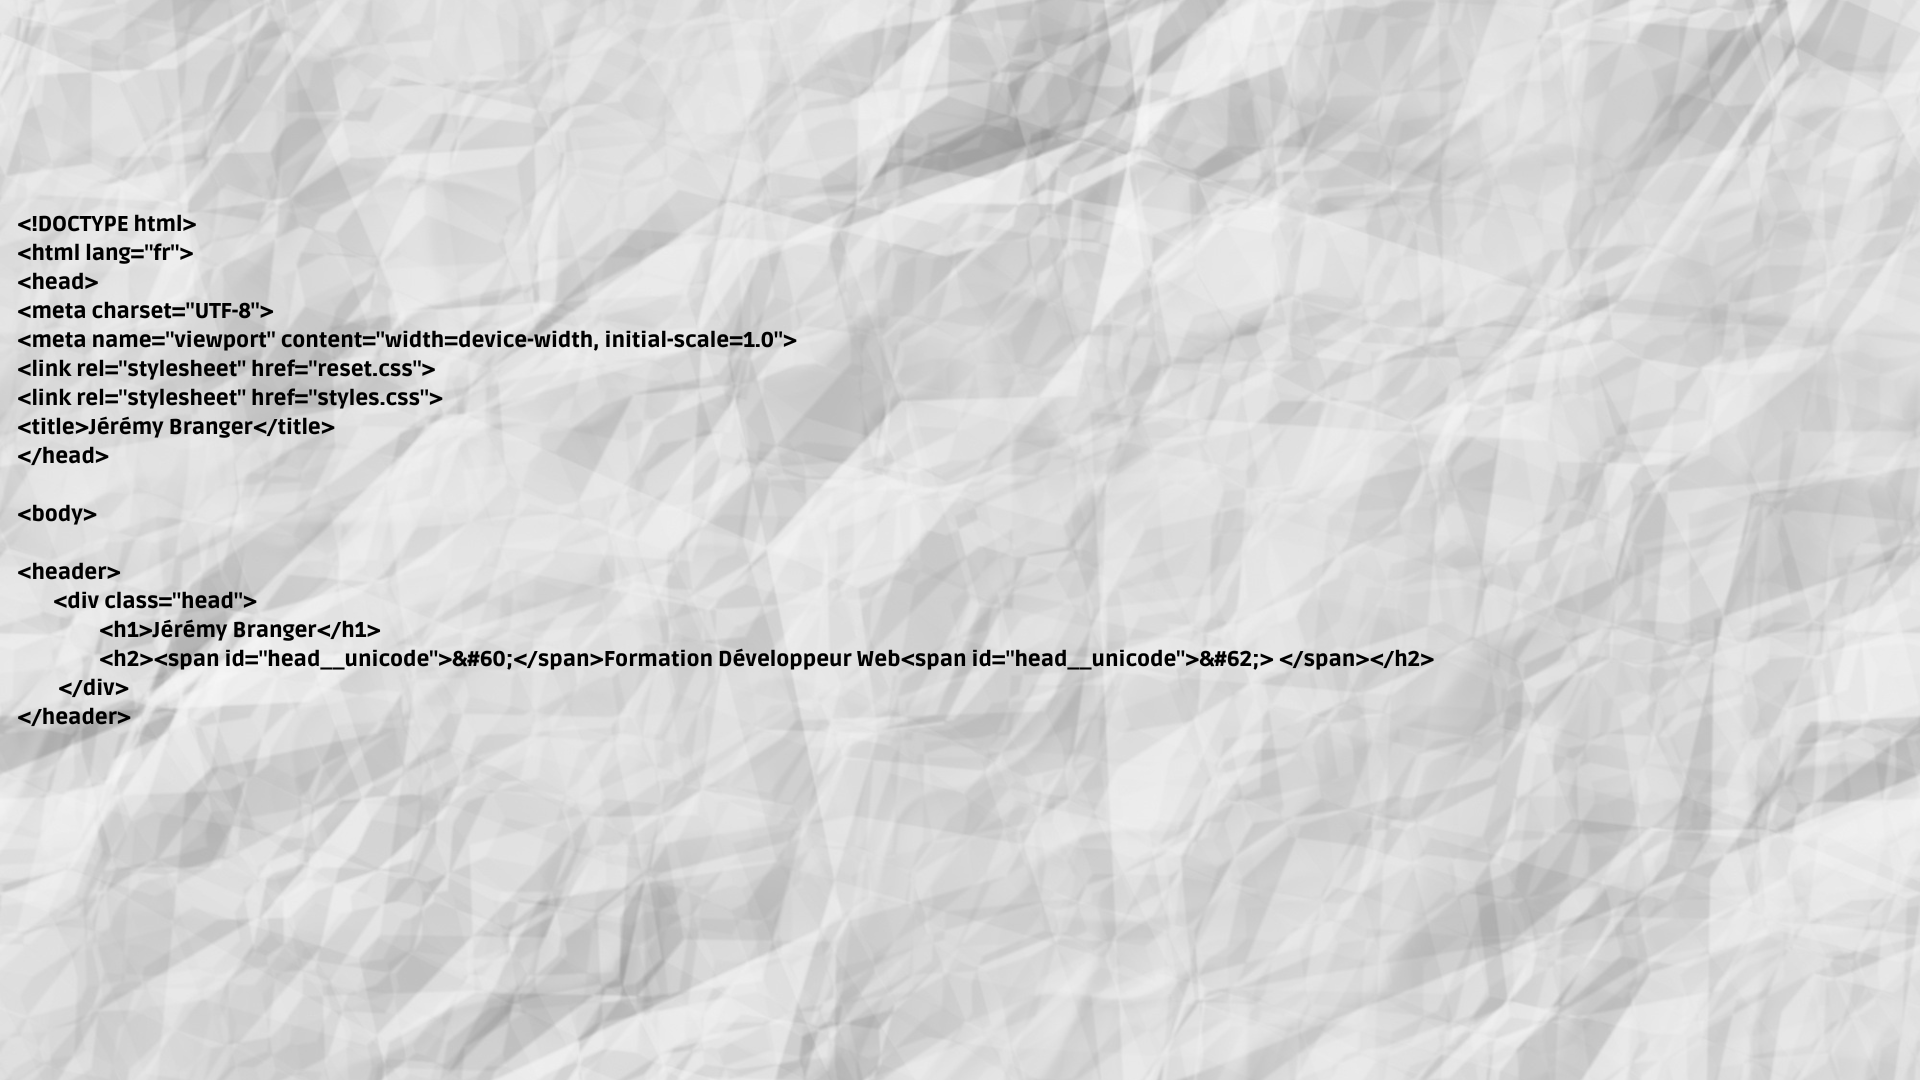 <!DOCTYPE html>
<html lang="fr">
<head>
<meta charset="UTF-8">
<meta name="viewport" content="width=device-width, initial-scale=1.0">
<link rel="stylesheet" href="reset.css">
<link rel="stylesheet" href="styles.css">
<title>Jérémy Branger</title>
</head>
<body>
<header>
<div class="head">
<h1>Jérémy Branger</h1>
<h2><span id="head__unicode">&#60;</span>Formation Développeur Web<span id="head__unicode">&#62;> </span></h2>
</div>
</header>